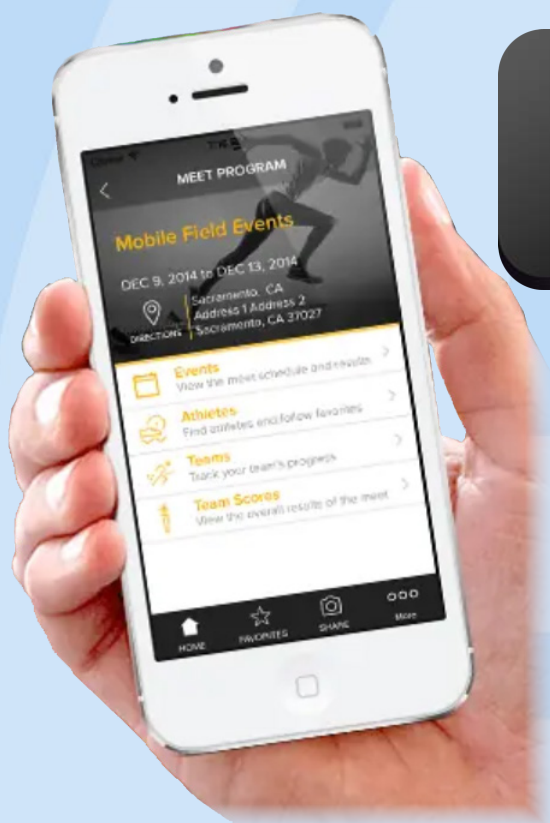 MEET PROGRAM
Mobile Field Events
DEC 9, 2014 to DEC 13, 2014
Sacramento, CA
Address 1 Address 2
Sacramento, CA 37027
DIRECTIONS
Events
View the meet schedule and results
Athletes
Find athletes and follow favorites
Teams
Track your team's progress
Team Scores
View the overall results of the meet
HOME
FAVORITES
SHARE
More